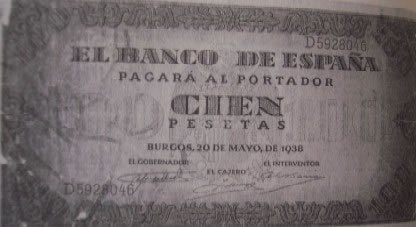 D5928046
EL BANCO DE ESPAÑA
PAGARÁ AL PORTADOR
CIEN
PESETAS
BURGOS, 20 DE MAYO, DE 1938
EL GOBERNADOR EL CAJERO EL INTERVENTOR
D5928046